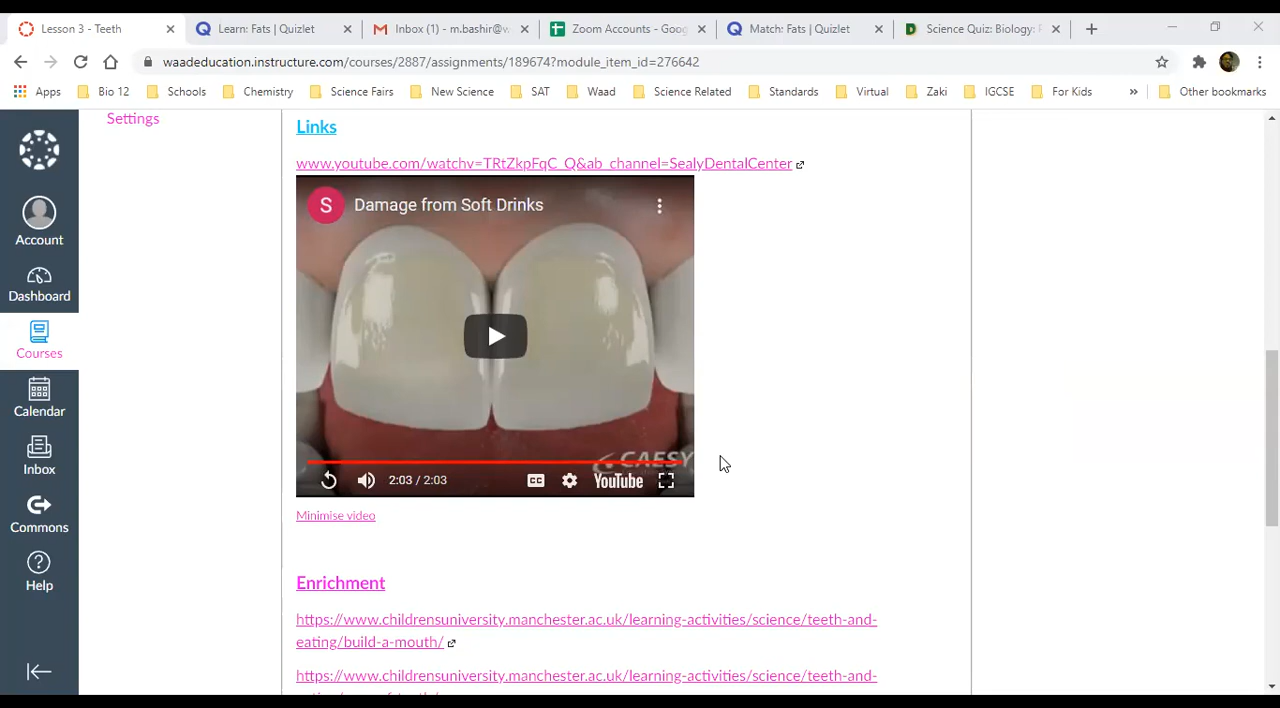 Lesson 3 - Teeth
Learn: Fats | Quizlet
Inbox (1) - m.bashir@w
Zoom Accounts - Goog
Match: Fats | Quizlet
Science Quiz: Biology:
waadeducation.instructure.com/courses/2887/assignments/189674?module_item_id=276642
Apps
Bio 12
Schools
Chemistry
Science Fairs
New Science
SAT
Waad
Science Related
Standards
Virtual
Zaki
IGCSE
For Kids
»
Other bookmarks
Settings
Account
Dashboard
Courses
Calendar
Inbox
Commons
Help
Links
www.youtube.com/watchv=TRtZkpFqC_Q&ab_channel=SealyDentalCenter
S
Damage from Soft Drinks
CAESY
2:03 / 2:03
CC
YouTube
Minimise video
Enrichment
https://www.childrensuniversity.manchester.ac.uk/learning-activities/science/teeth-and-
eating/build-a-mouth/
https://www.childrensuniversity.manchester.ac.uk/learning-activities/science/teeth-and-